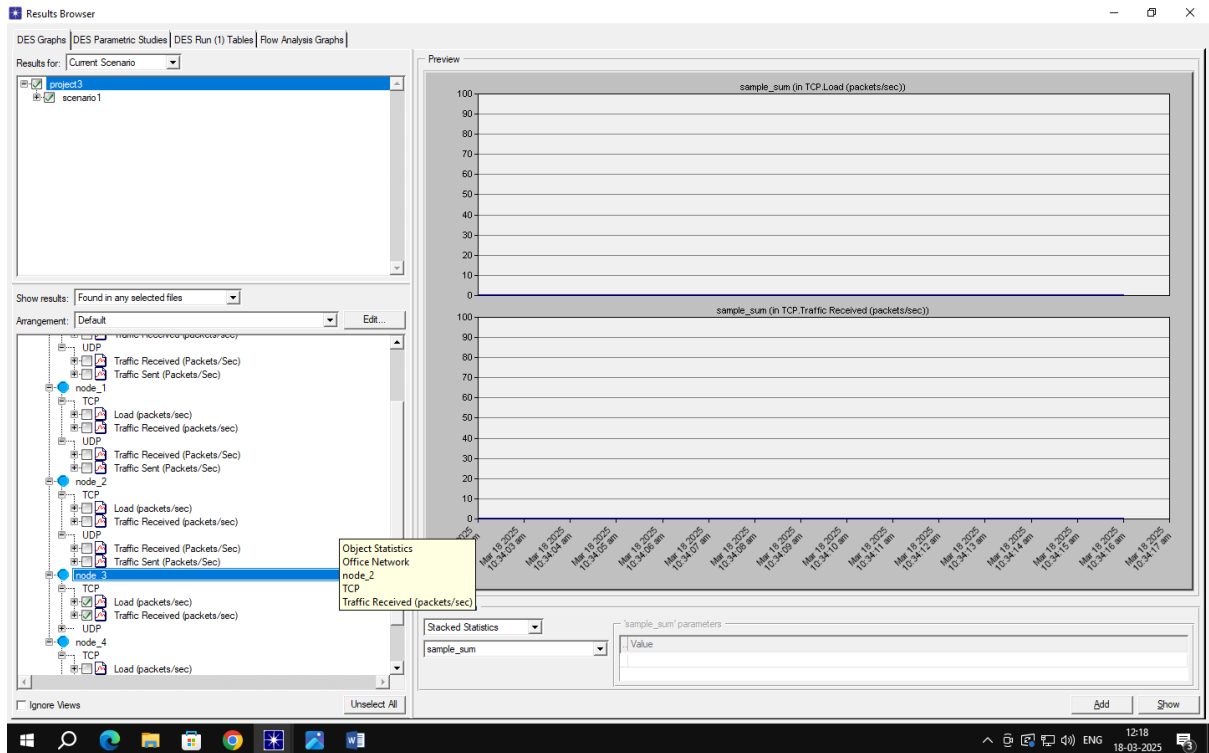 Results Browser
DES Graphs DES Parametric Studies DES Run (1) Tables Flow Analysis Graphs
Results for: Current Scenario
project3
scenario1
Show results: Found in any selected files
Arrangement: Default Edit...
Traffic Received (packets/sec)
UDP
Traffic Received (Packets/Sec)
Traffic Sent (Packets/Sec)
node_1
TCP
Load (packets/sec)
Traffic Received (packets/sec)
UDP
Traffic Received (Packets/Sec)
Traffic Sent (Packets/Sec)
node_2
TCP
Load (packets/sec)
Traffic Received (packets/sec)
UDP
Traffic Received (Packets/Sec)
Traffic Sent (Packets/Sec)
node_3
TCP
Load (packets/sec)
Traffic Received (packets/sec)
UDP
node_4
TCP
Load (packets/sec)
Object Statistics
Office Network
node_2
TCP
Traffic Received (packets/sec)
Ignore Views Unselect All
Preview
sample_sum (in TCP.Load (packets/sec))
100
90
80
70
60
50
40
30
20
10
0
sample_sum (in TCP.Traffic Received (packets/sec))
100
90
80
70
60
50
40
30
20
10
0
2025
Mar 18 2025 10:34:03 am
Mar 18 2025 10:34:04 am
Mar 18 2025 10:34:05 am
Mar 18 2025 10:34:06 am
Mar 18 2025 10:34:07 am
Mar 18 2025 10:34:08 am
Mar 18 2025 10:34:09 am
Mar 18 2025 10:34:10 am
Mar 18 2025 10:34:11 am
Mar 18 2025 10:34:12 am
Mar 18 2025 10:34:13 am
Mar 18 2025 10:34:14 am
Mar 18 2025 10:34:15 am
Mar 18 2025 10:34:16 am
Mar 18 2025 10:34:17 am
Stacked Statistics
sample_sum
'sample_sum' parameters
... Value
Add Show
ENG
12:18
18-03-2025
3